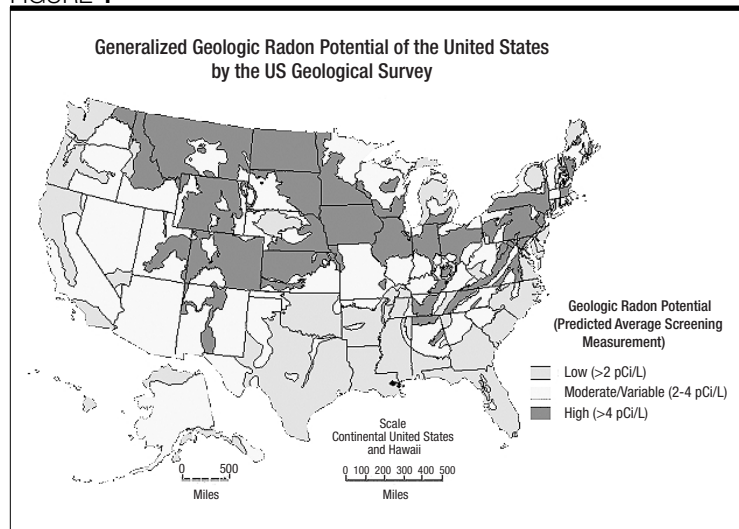 FIGURE 1
Generalized Geologic Radon Potential of the United States
by the US Geological Survey
Geologic Radon Potential
(Predicted Average Screening
Measurement)
Low (>2 pCi/L)
Moderate/Variable (2-4 pCi/L)
High (>4 pCi/L)
Scale
Continental United States
and Hawaii
0 500
Miles
0 100 200 300 400 500
Miles